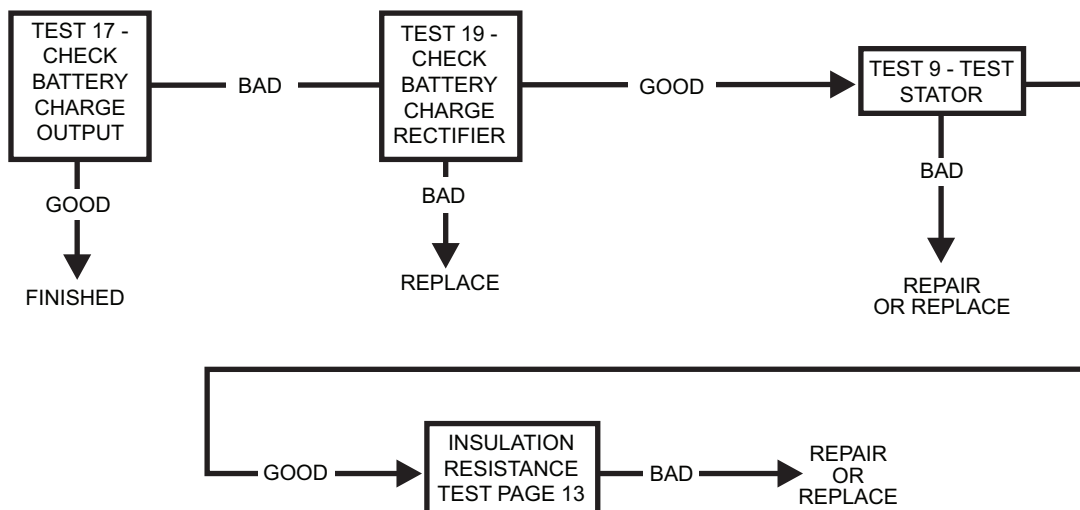 TEST 17 -
CHECK
BATTERY
CHARGE
OUTPUT
BAD
TEST 19 -
CHECK
BATTERY
CHARGE
RECTIFIER
GOOD
TEST 9 - TEST
STATOR
GOOD
FINISHED
BAD
REPLACE
BAD
REPAIR
OR REPLACE
GOOD
INSULATION
RESISTANCE
TEST PAGE 13
BAD
REPAIR
OR
REPLACE